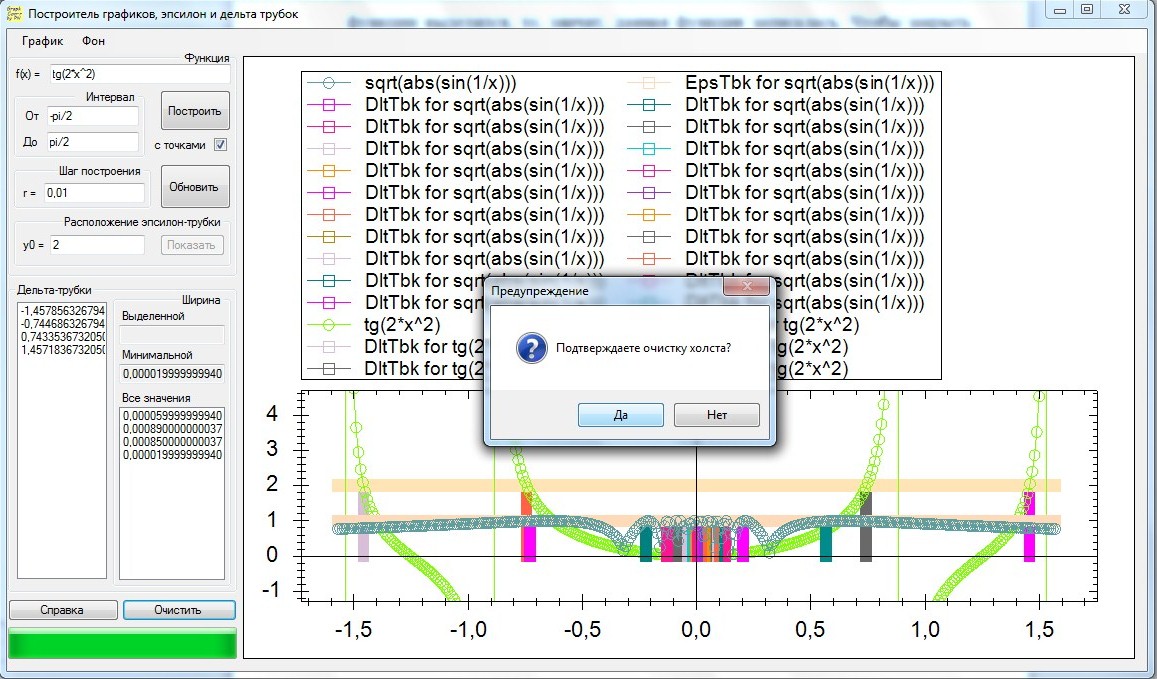 Построитель графиков, эпсилон и дельта трубок
График Фон
Функция
f(x) = tg(2*x^2)
Интервал
От -pi/2
До pi/2
Построить
с точками
Шаг построения
r = 0,01
Обновить
Расположение эпсилон-трубки
y0 = 2
Показать
Дельта-трубки
-1,457856326794
-0,744686326794
0,7433536732050
1,4571836732050
Ширина
Выделенной
Минимальной
0,000019999999940
Все значения
0,000059999999940
0,000890000000037
0,000850000000037
0,000019999999940
Справка
Очистить
sqrt(abs(sin(1/x))) EpsTbk for sqrt(abs(sin(1/x)))
DltTbk for sqrt(abs(sin(1/x))) DltTbk for sqrt(abs(sin(1/x)))
DltTbk for sqrt(abs(sin(1/x))) DltTbk for sqrt(abs(sin(1/x)))
DltTbk for sqrt(abs(sin(1/x))) DltTbk for sqrt(abs(sin(1/x)))
DltTbk for sqrt(abs(sin(1/x))) DltTbk for sqrt(abs(sin(1/x)))
DltTbk for sqrt(abs(sin(1/x))) DltTbk for sqrt(abs(sin(1/x)))
DltTbk for sqrt(abs(sin(1/x))) DltTbk for sqrt(abs(sin(1/x)))
DltTbk for sqrt(abs(sin(1/x))) DltTbk for sqrt(abs(sin(1/x)))
DltTbk for sqrt(abs(sin(1/x))) DltTbk for sqrt(abs(sin(1/x)))
DltTbk for sqrt(abs(sin(1/x))) DltTbk for sqrt(abs(sin(1/x)))
DltTbk for sqrt sqrt(abs(sin(1/x)))
tg(2*x^2) tg(2*x^2)
DltTbk for tg(2 tg(2*x^2)
DltTbk for tg(2 tg(2*x^2)
Предупреждение
Подтверждаете очистку холста?
Да
Нет
4
3
2
1
0
-1
-1,5 -1,0 -0,5 0,0 0,5 1,0 1,5